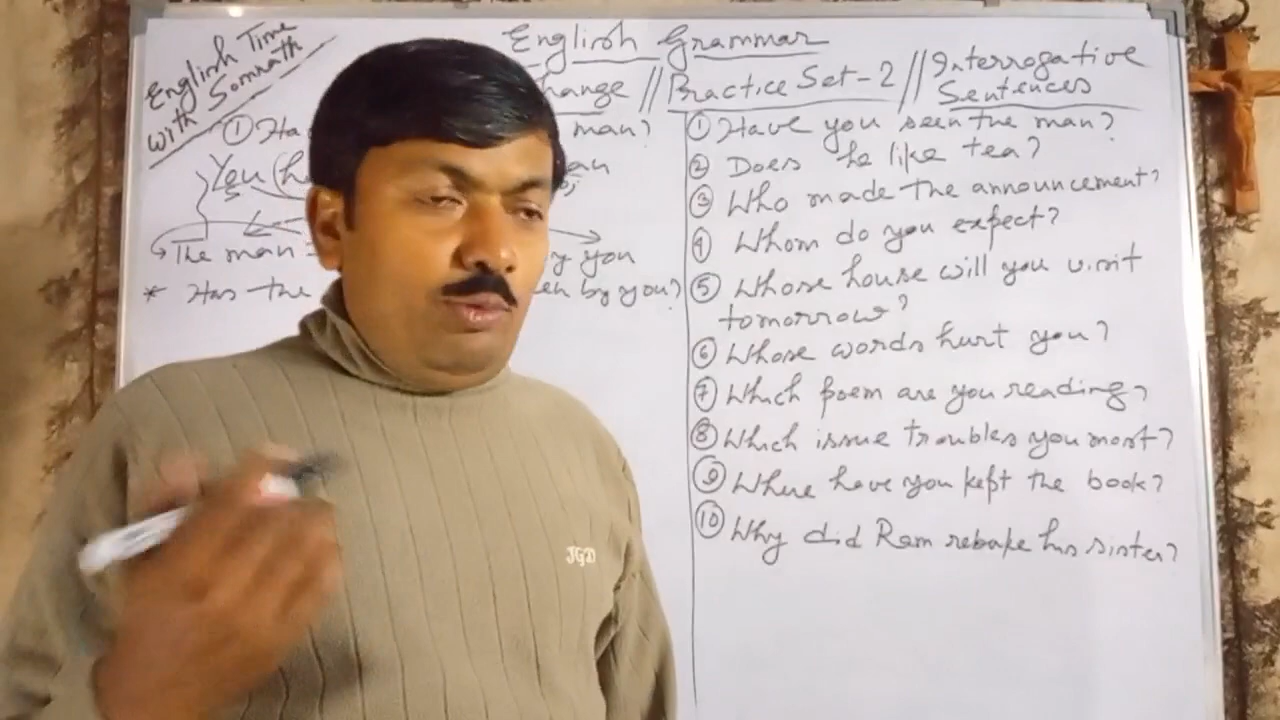 English Time
with Somnath
English Grammar
hange // Practice Set-2 // Interrogative
Sentences
① Ha man?
You (h an
The man y you
* Has the en by you?
① Have you seen the man?
② Does he like tea?
③ Who made the announcement?
④ Whom do you expect?
⑤ Whose house will you visit
tomorrow?
⑥ Whose words hurt you?
⑦ Which poem are you reading?
⑧ Which issue troubles you most?
⑨ Where have you kept the book?
⑩ Why did Ram rebuke his sister?
JGD